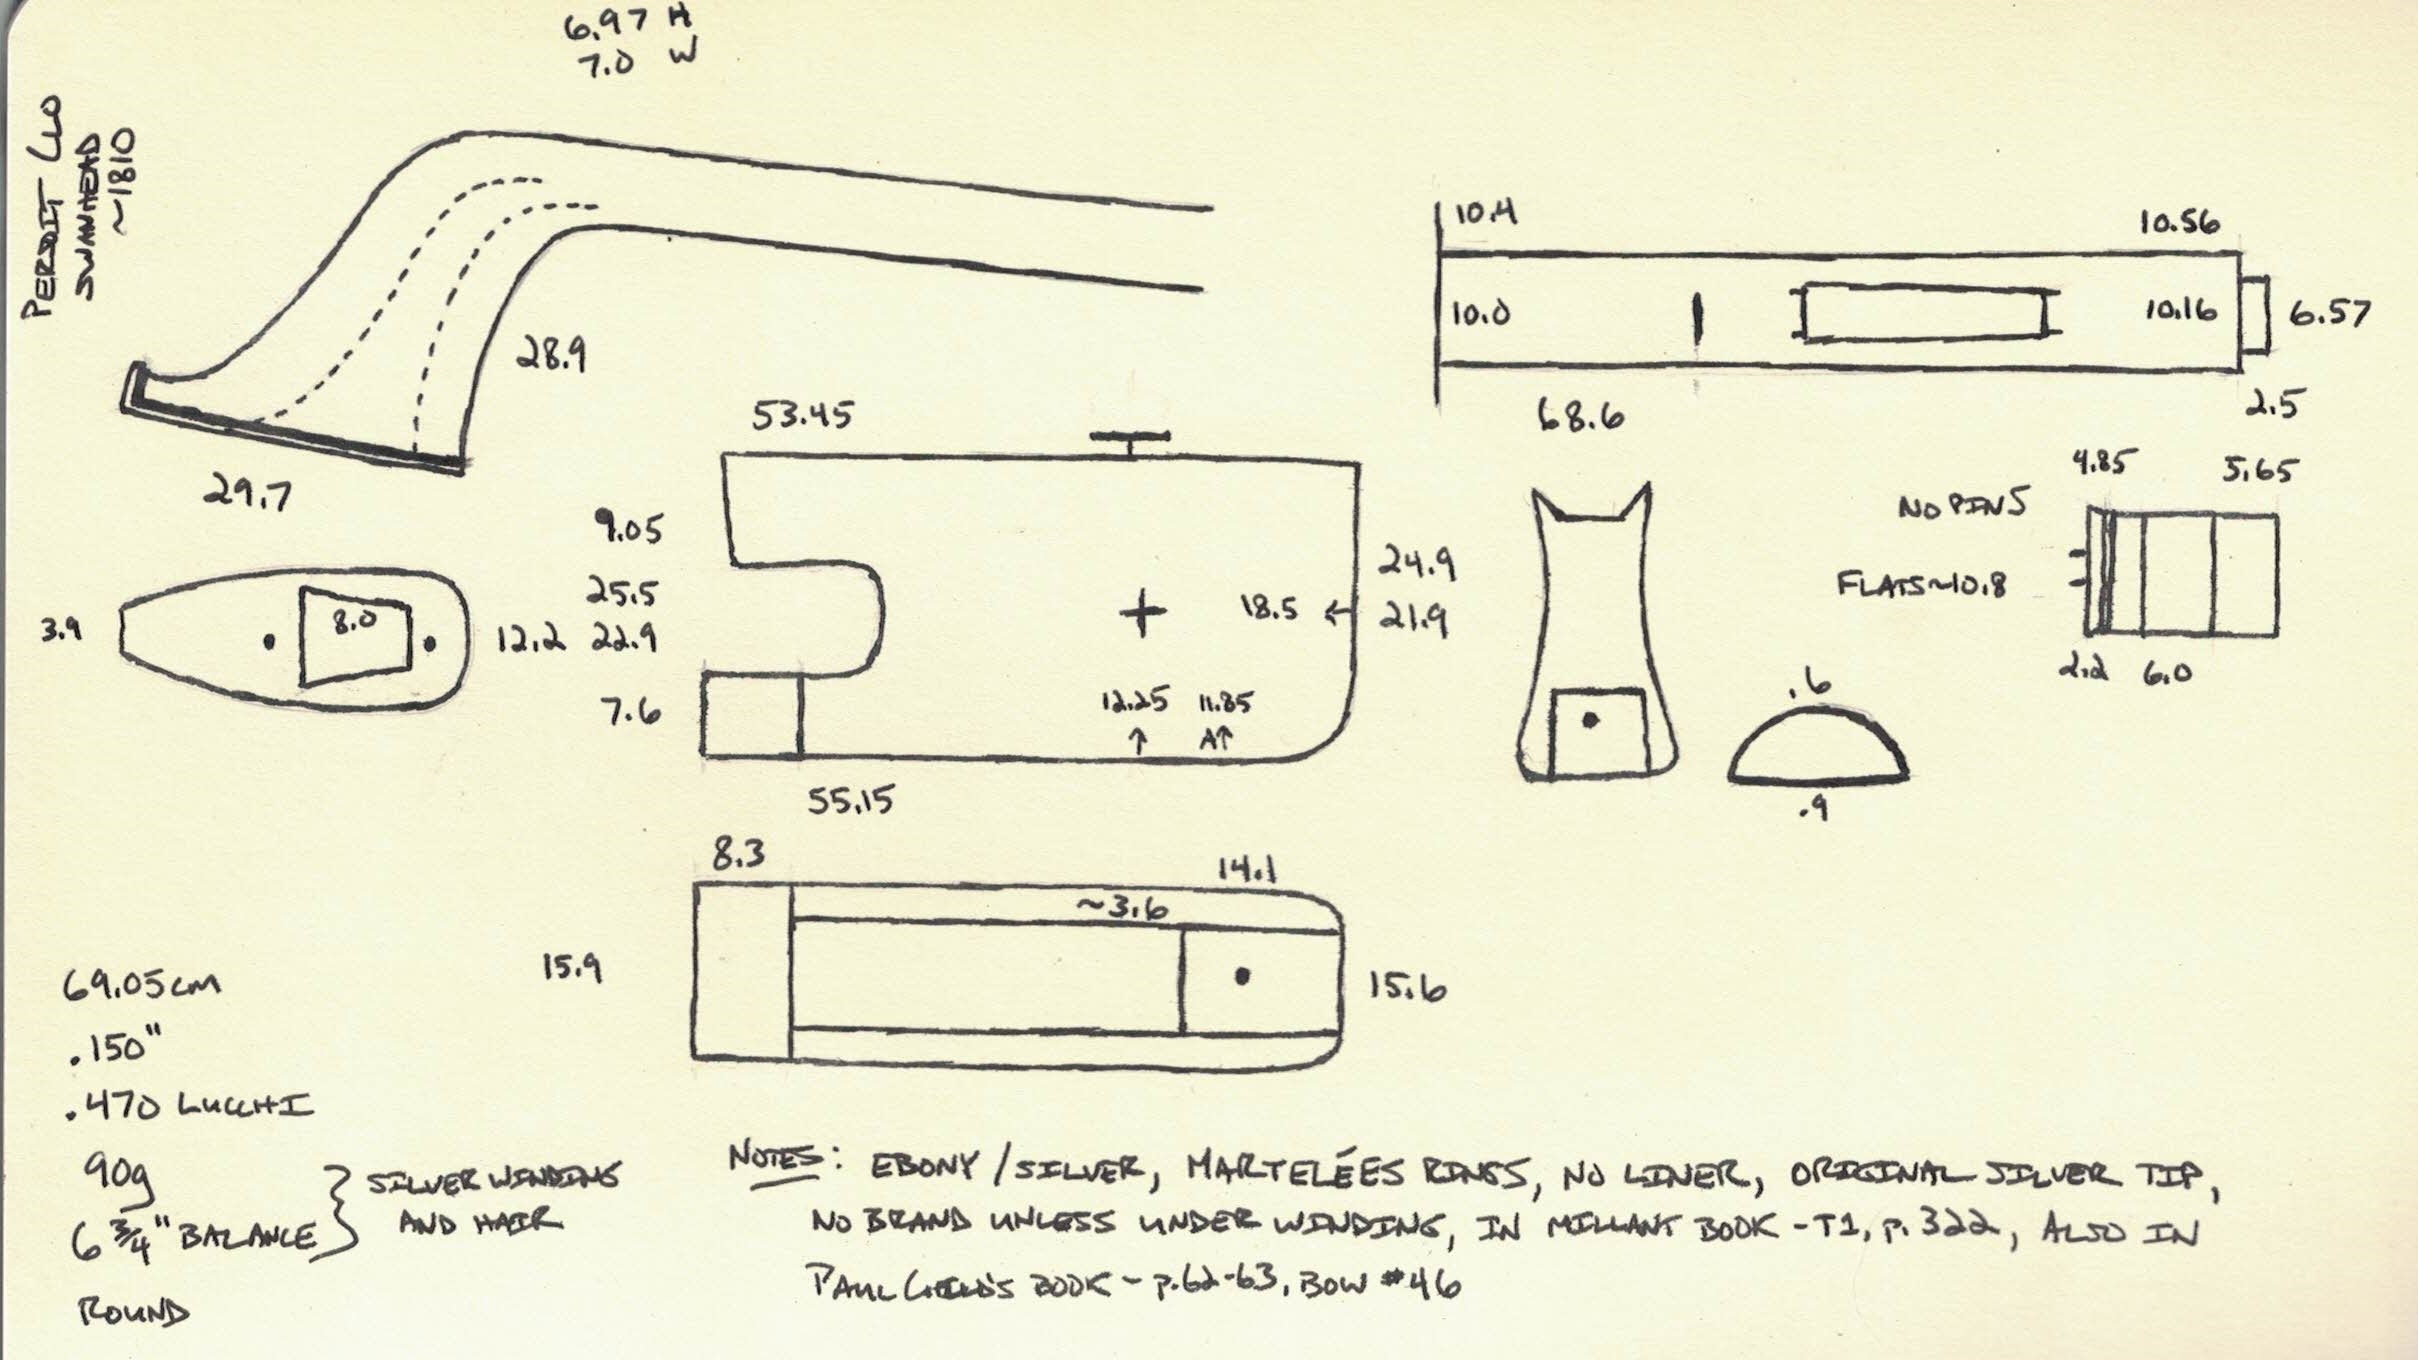 6.97 H
7.0 W
PERSOIT CLO
SWANHEAD
~1810
28.9
29.7
3.9
8.0
12.2
53.45
9.05
25.5
22.9
7.6
55.15
24.9
21.9
18.5 ←
12.25
↑
11.85
A↑
10.4
10.56
10.0
10.16
6.57
68.6
2.5
4.85
5.65
NO PINS
FLATS~10.8
2.2
6.0
.6
.9
8.3
14.1
~3.6
15.9
15.6
69.05cm
.150"
.470 LUCCHI
90g
6 3/4" BALANCE
SILVER WINDING
AND HAIR
ROUND
NOTES: EBONY/SILVER, MARTELÉES RINGS, NO LINER, ORIGINAL SILVER TIP,
NO BRAND UNLESS UNDER WINDING, IN MILLANT BOOK - T1, p. 322, ALSO IN
PAUL CHILD'S BOOK - p.62-63, BOW #46